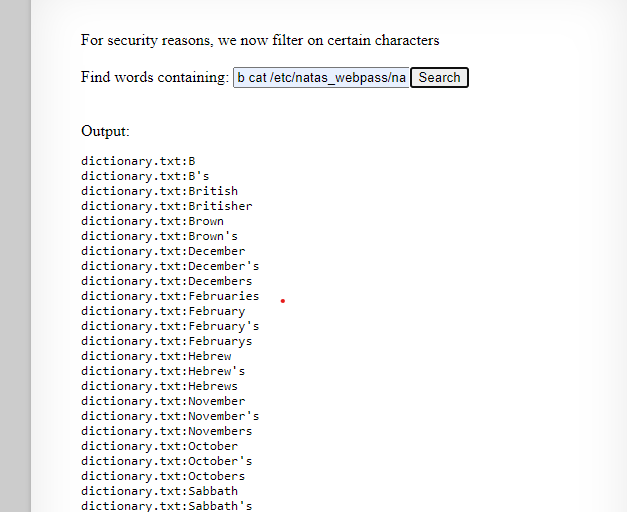 For security reasons, we now filter on certain characters
Find words containing: b cat /etc/natas_webpass/na Search
Output:
dictionary.txt:B
dictionary.txt:B's
dictionary.txt:British
dictionary.txt:Britisher
dictionary.txt:Brown
dictionary.txt:Brown's
dictionary.txt:December
dictionary.txt:December's
dictionary.txt:Decembers
dictionary.txt:Februaries
dictionary.txt:February
dictionary.txt:February's
dictionary.txt:Februarys
dictionary.txt:Hebrew
dictionary.txt:Hebrew's
dictionary.txt:Hebrews
dictionary.txt:November
dictionary.txt:November's
dictionary.txt:Novembers
dictionary.txt:October
dictionary.txt:October's
dictionary.txt:Octobers
dictionary.txt:Sabbath
dictionary.txt:Sabbath's